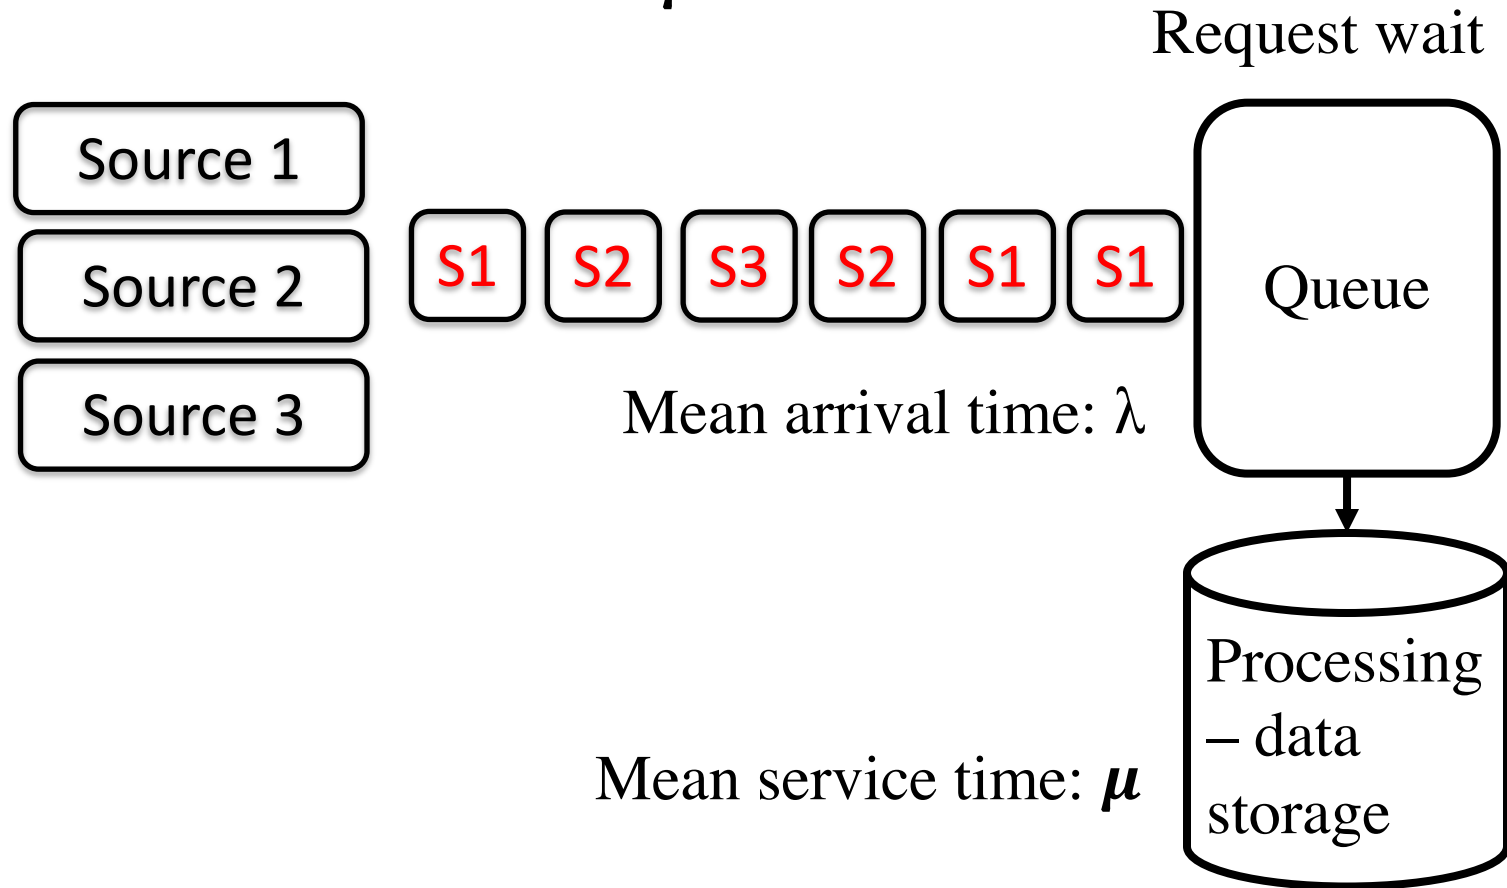 Request wait
Source 1
Source 2
Source 3
S1 S2 S3 S2 S1 S1
Queue
Mean arrival time: λ
Processing
– data
storage
Mean service time: μ